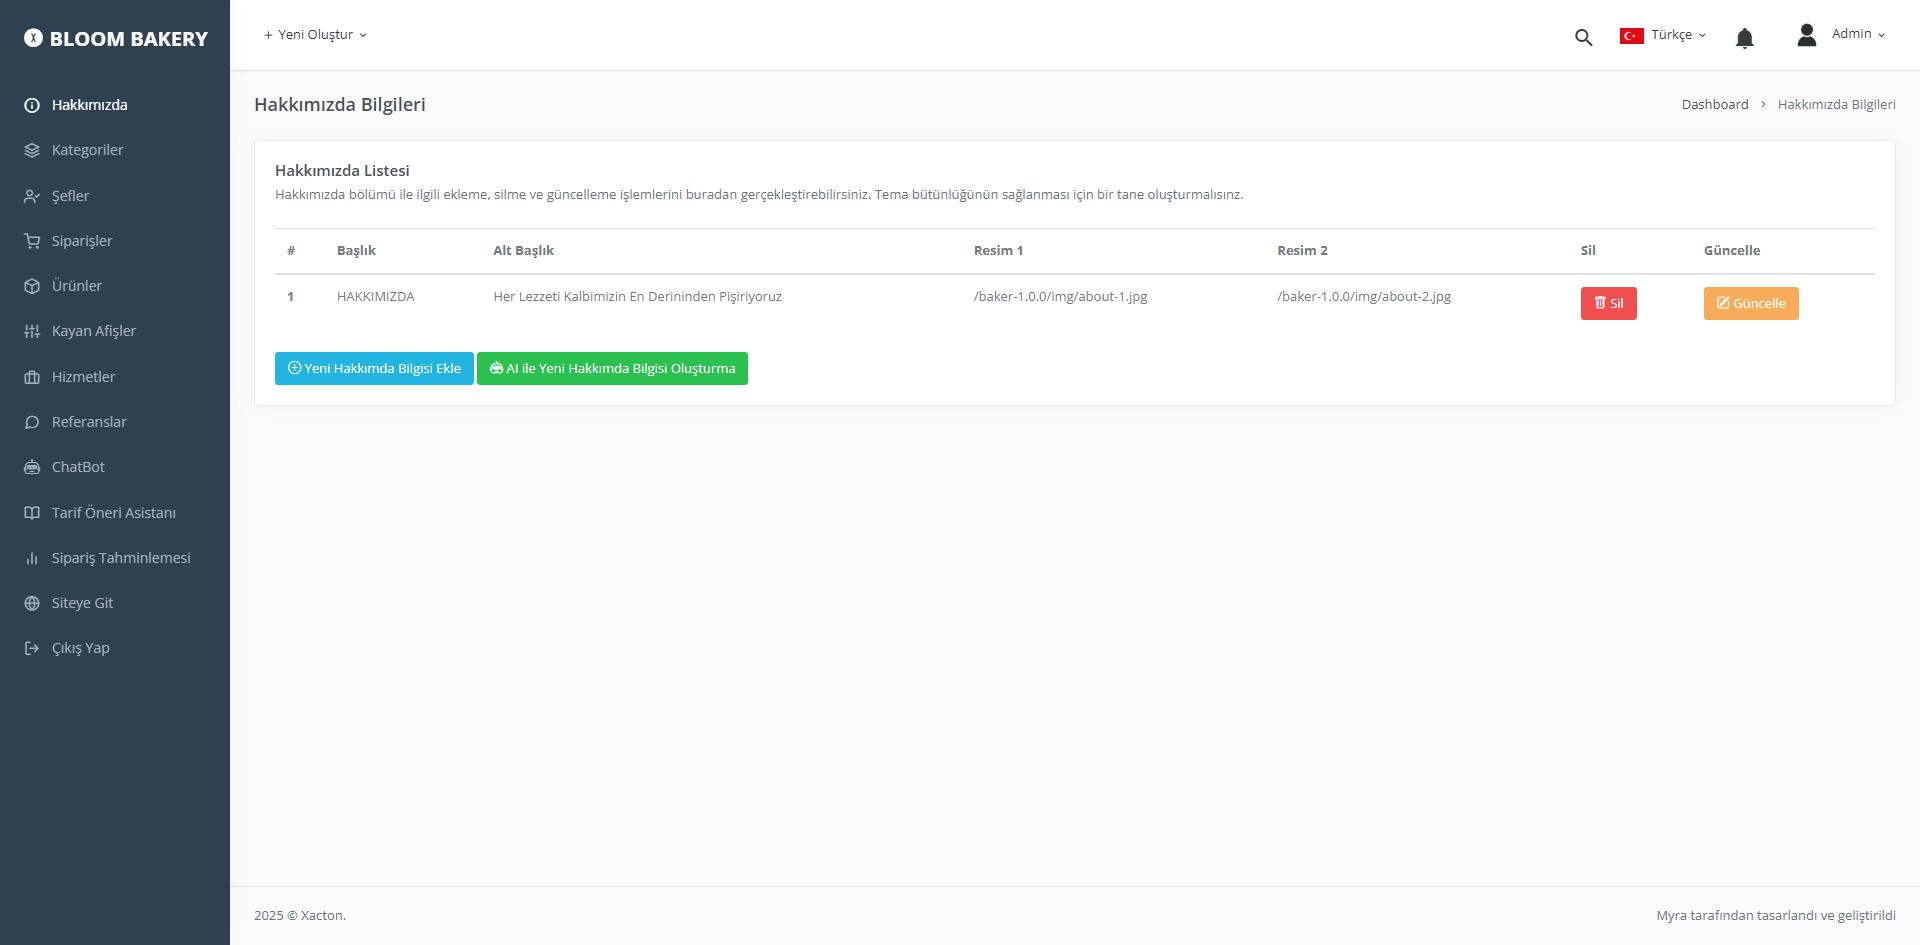 BLOOM BAKERY
+ Yeni Oluştur
Türkçe
Admin
Hakkımızda
Kategoriler
Şefler
Siparişler
Ürünler
Kayan Afişler
Hizmetler
Referanslar
ChatBot
Tarif Öneri Asistanı
Sipariş Tahminlemesi
Siteye Git
Çıkış Yap
Hakkımızda Bilgileri
Dashboard > Hakkımızda Bilgileri
Hakkımızda Listesi
Hakkımızda bölümü ile ilgili ekleme, silme ve güncelleme işlemlerini buradan gerçekleştirebilirsiniz. Tema bütünlüğünün sağlanması için bir tane oluşturmalısınz.
# Başlık Alt Başlık Resim 1 Resim 2 Sil Güncelle
1 HAKKIMIZDA Her Lezzeti Kalbimizin En Derininden Pişiriyoruz /baker-1.0.0/img/about-1.jpg /baker-1.0.0/img/about-2.jpg Sil Güncelle
Yeni Hakkımda Bilgisi Ekle AI ile Yeni Hakkımda Bilgisi Oluşturma
2025 © Xacton.
Myra tarafından tasarlandı ve geliştirildi